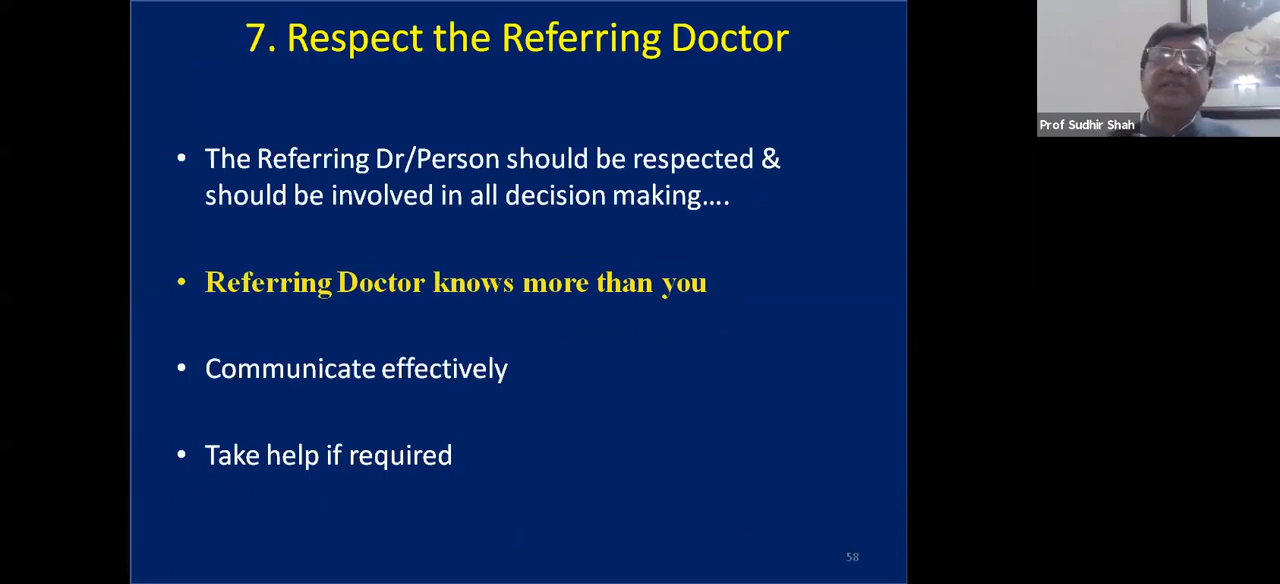 7. Respect the Referring Doctor
Prof Sudhir Shah
• The Referring Dr/Person should be respected &
should be involved in all decision making....
• Referring Doctor knows more than you
• Communicate effectively
• Take help if required
58